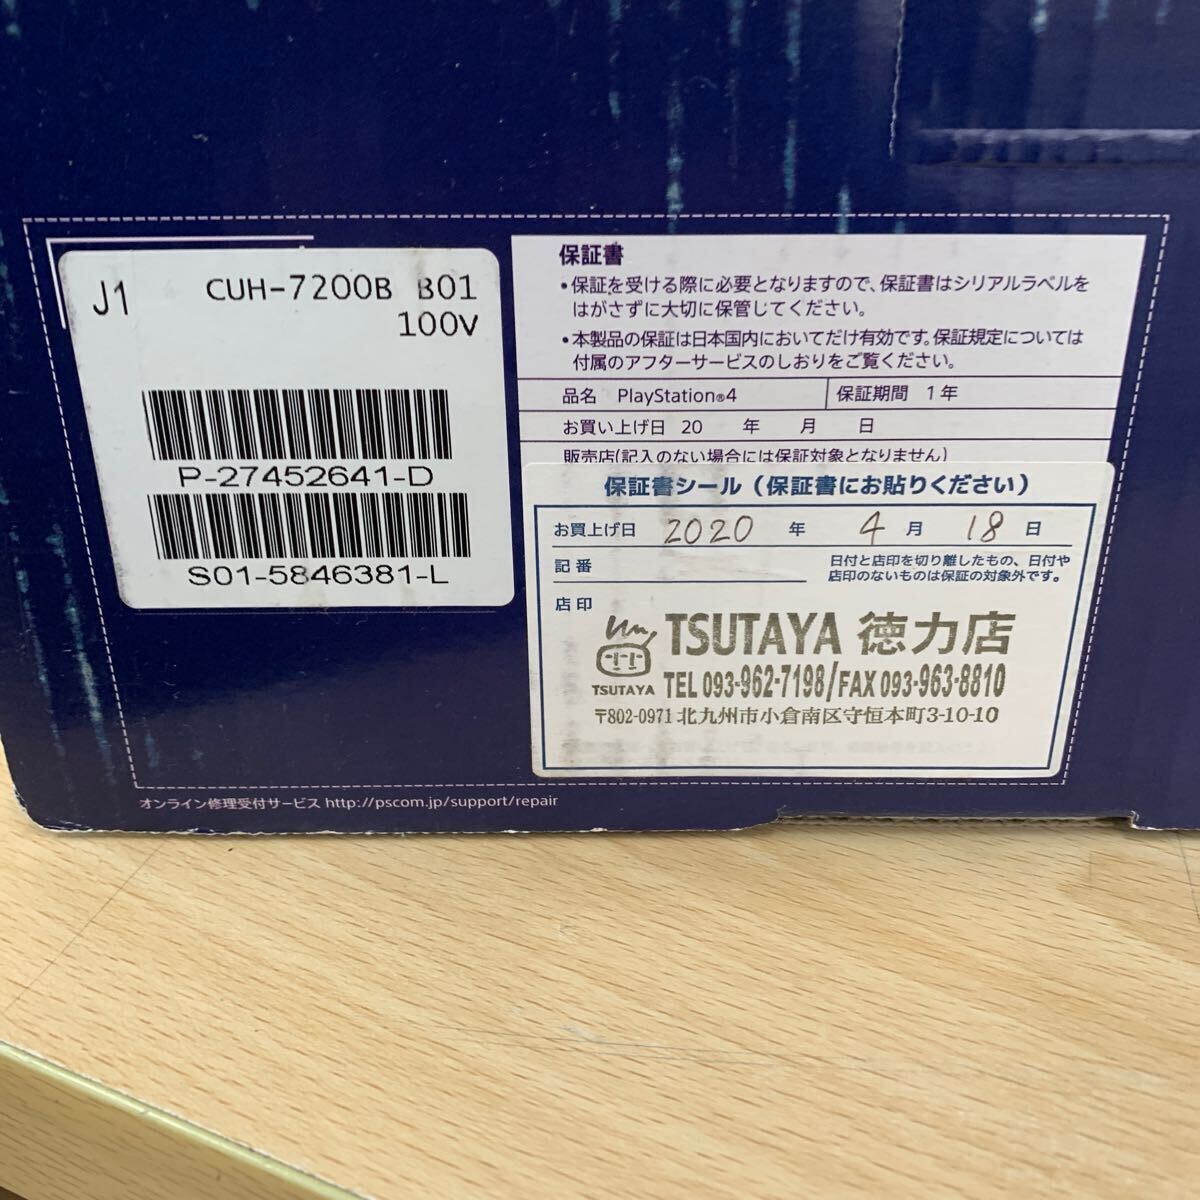 J1
CUH-7200B B01
100V
P-27452641-D
S01-5846381-L
保証書
•保証を受ける際に必要となりますので、保証書はシリアルラベルを
はがさずに大切に保管してください。
•本製品の保証は日本国内においてだけ有効です。保証規定については
付属のアフターサービスのしおりをご覧ください。
品名 PlayStation®4 保証期間 1年
お買い上げ日 20 年 月 日
販売店(記入のない場合には保証対象となりません)
保証書シール(保証書にお貼りください)
お買上げ日 2020 年 4 月 18 日
記番
日付と店印を切り離したもの、日付や
店印のないものは保証の対象外です。
店印
TSUTAYA
TSUTAYA 徳力店
TEL 093-962-7198/FAX 093-963-8810
〒802-0971 北九州市小倉南区守恒本町3-10-10
オンライン修理受付サービス http://pscom.jp/support/repair